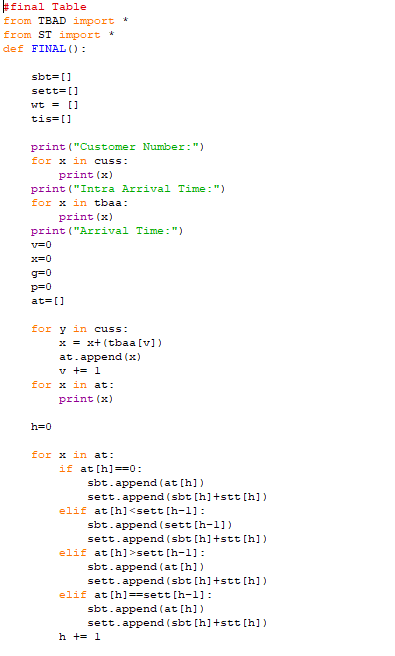 #final Table
from TBAD import *
from ST import *
def FINAL():
    sbt=[]
    sett=[]
    wt = []
    tis=[]
    print("Customer Number:")
    for x in cuss:
        print(x)
    print("Intra Arrival Time:")
    for x in tbaa:
        print(x)
    print("Arrival Time:")
    v=0
    x=0
    g=0
    p=0
    at=[]
    for y in cuss:
        x = x+(tbaa[v])
        at.append(x)
        v += 1
    for x in at:
        print(x)
    h=0
    for x in at:
        if at[h]==0:
            sbt.append(at[h])
            sett.append(sbt[h]+stt[h])
        elif at[h]<sett[h-1]:
            sbt.append(sett[h-1])
            sett.append(sbt[h]+stt[h])
        elif at[h]>sett[h-1]:
            sbt.append(at[h])
            sett.append(sbt[h]+stt[h])
        elif at[h]==sett[h-1]:
            sbt.append(at[h])
            sett.append(sbt[h]+stt[h])
        h += 1